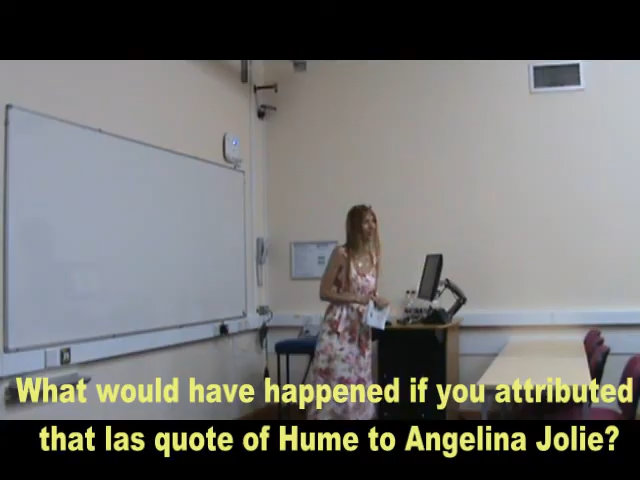 What would have happened if you attributed
that las quote of Hume to Angelina Jolie?